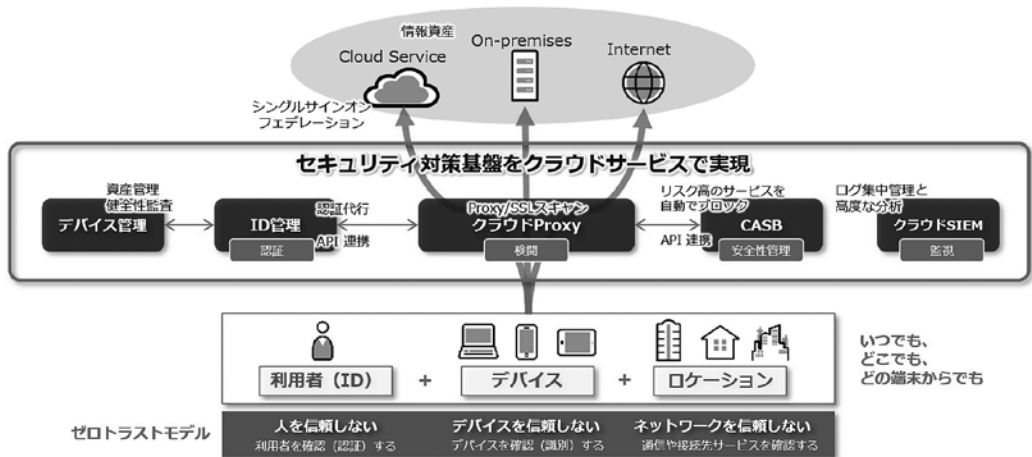 情報資産
Cloud Service
On-premises
Internet
シングルサインオン
フェデレーション
セキュリティ対策基盤をクラウドサービスで実現
資産管理
健全性監査
デバイス管理
ID管理
認証
認証代行
API 連携
Proxy/SSLスキャン
クラウドProxy
検閲
リスク高のサービスを
自動でブロック
API 連携
CASB
安全性管理
ログ集中管理と
高度な分析
クラウドSIEM
監視
利用者（ID）
+
デバイス
+
ロケーション
いつでも、
どこでも、
どの端末からでも
ゼロトラストモデル
人を信頼しない
利用者を確認（認証）する
デバイスを信頼しない
デバイスを確認（識別）する
ネットワークを信頼しない
通信や接続先サービスを確認する